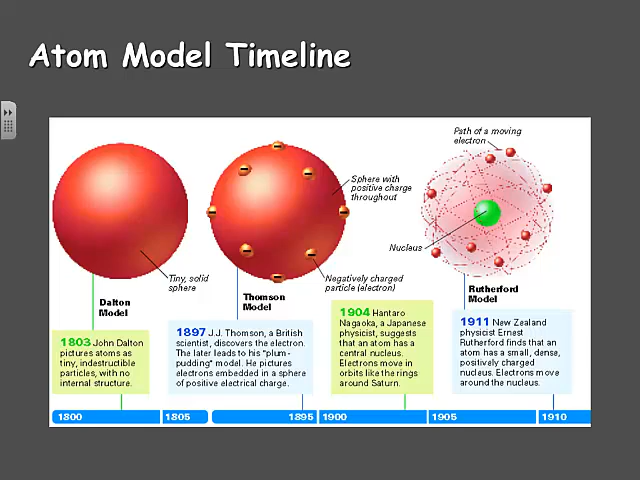 Atom Model Timeline
Path of a moving
electron
Sphere with
positive charge
throughout
Nucleus
Tiny, solid
sphere
Negatively charged
particle (electron)
Dalton
Model
Thomson
Model
Rutherford
Model
1803 John Dalton
pictures atoms as
tiny, indestructible
particles, with no
internal structure.
1897 J.J. Thomson, a British
scientist, discovers the electron.
The later leads to his "plum-
pudding" model. He pictures
electrons embedded in a sphere
of positive electrical charge.
1904 Hantaro
Nagaoka, a Japanese
physicist, suggests
that an atom has a
central nucleus.
Electrons move in
orbits like the rings
around Saturn.
1911 New Zealand
physicist Ernest
Rutherford finds that an
atom has a small, dense,
positively charged
nucleus. Electrons move
around the nucleus.
1800 1805 1895 1900 1905 1910